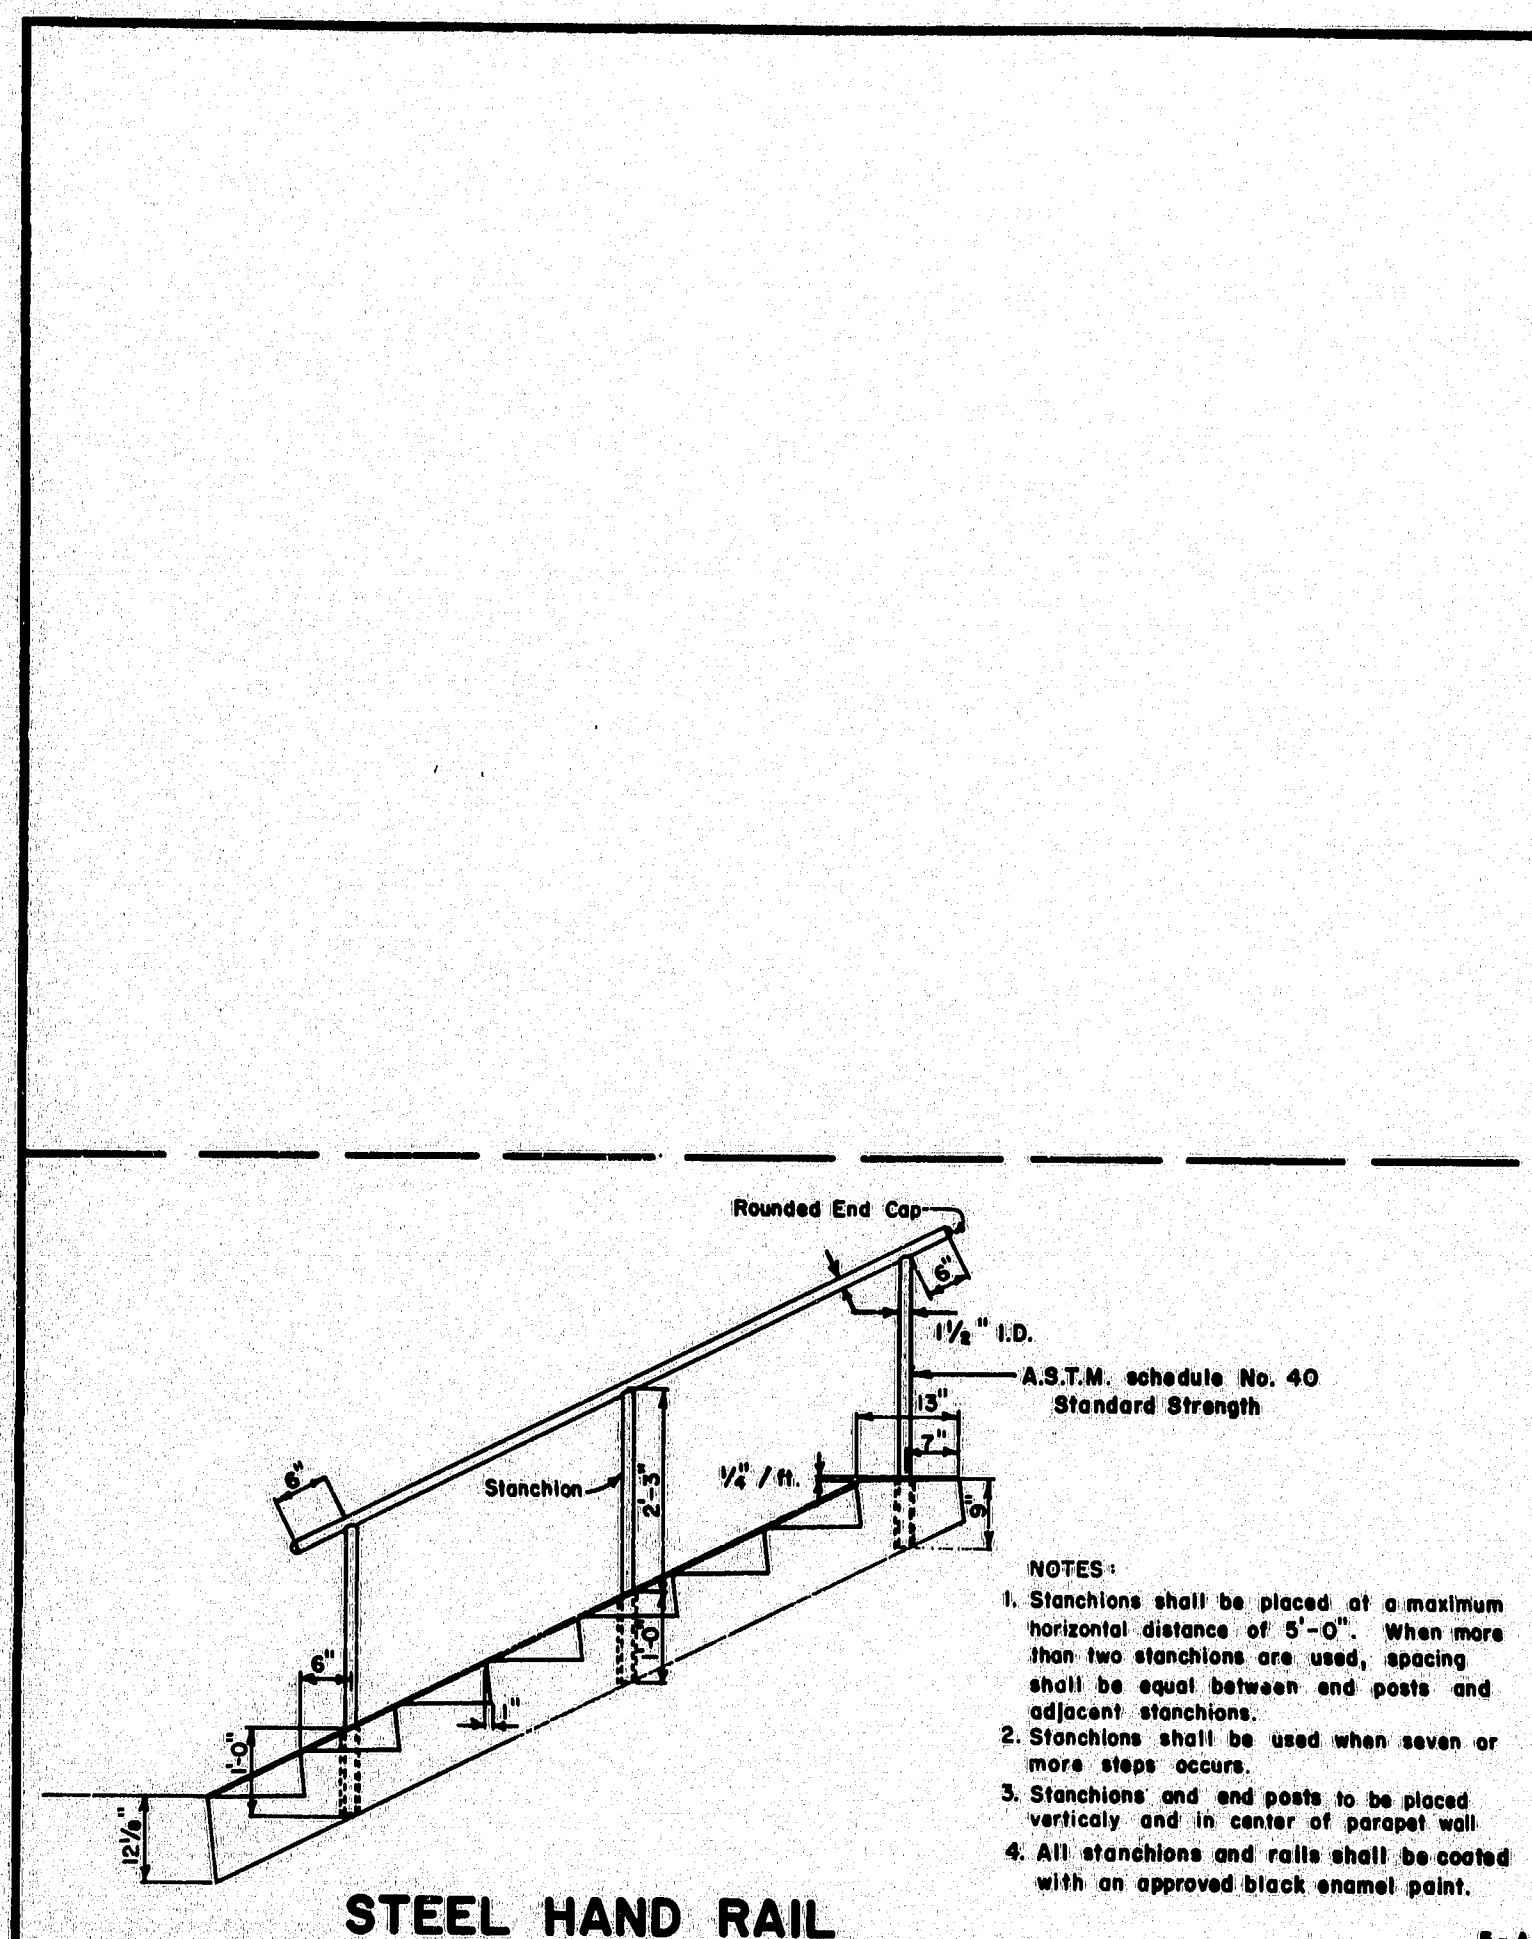 Rounded End Cap
6"
1½" I.D.
A.S.T.M. schedule No. 40
Standard Strength
13"
7"
¼" / ft.
9"
Stanchion
2'-3"
1'-0"
6"
6"
1'-0"
1"
12⅛"
NOTES:
1. Stanchions shall be placed at a maximum
horizontal distance of 5'-0". When more
than two stanchions are used, spacing
shall be equal between end posts and
adjacent stanchions.
2. Stanchions shall be used when seven or
more steps occurs.
3. Stanchions and end posts to be placed
verticaly and in center of parapet wall
4. All stanchions and rails shall be coated
with an approved black enamel paint.
STEEL HAND RAIL